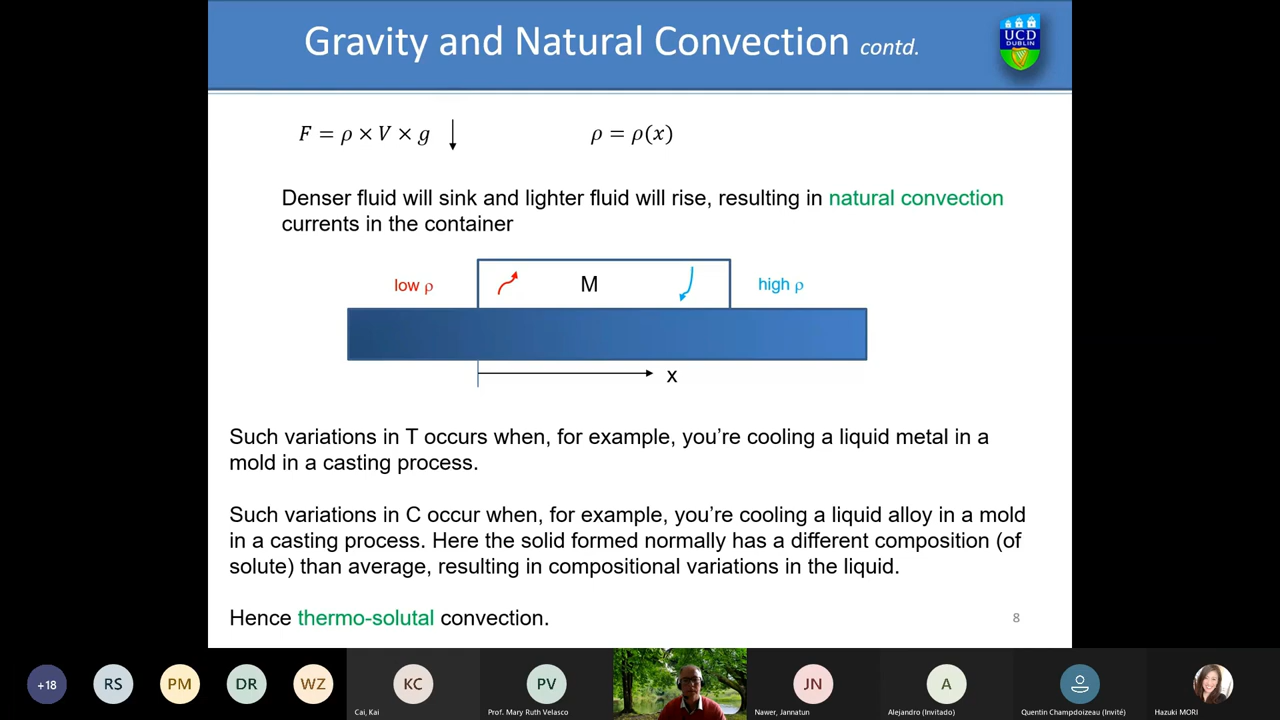 Gravity and Natural Convection contd.
UCD
DUBLIN
F = ρ × V × g
ρ = ρ(x)
Denser fluid will sink and lighter fluid will rise, resulting in natural convection
currents in the container
low ρ
M
high ρ
x
Such variations in T occurs when, for example, you’re cooling a liquid metal in a
mold in a casting process.
Such variations in C occur when, for example, you’re cooling a liquid alloy in a mold
in a casting process. Here the solid formed normally has a different composition (of
solute) than average, resulting in compositional variations in the liquid.
Hence thermo-solutal convection.
8
+18
RS
PM
DR
WZ
KC
PV
JN
A
Cai, Kai
Prof. Mary Ruth Velasco
Nawer, Jannatun
Alejandro (Invitado)
Quentin Champdoizeau (Invité)
Hazuki MORI